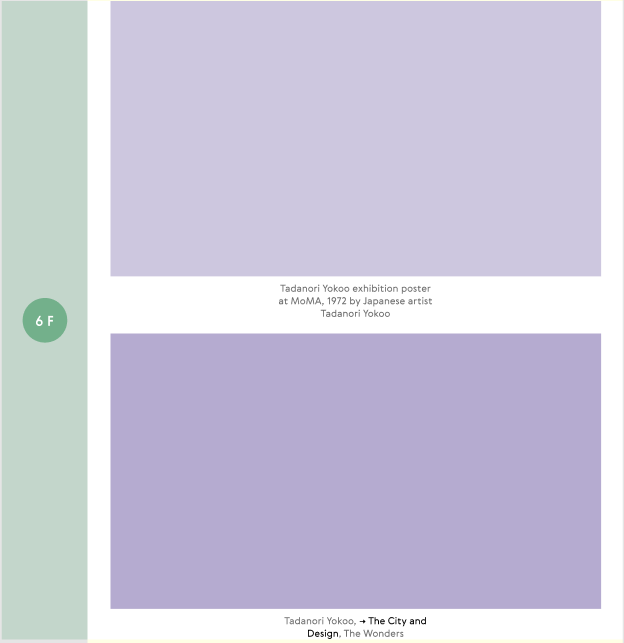 6 F
Tadanori Yokoo exhibition poster
at MoMA, 1972 by Japanese artist
Tadanori Yokoo
Tadanori Yokoo, → The City and
Design, The Wonders